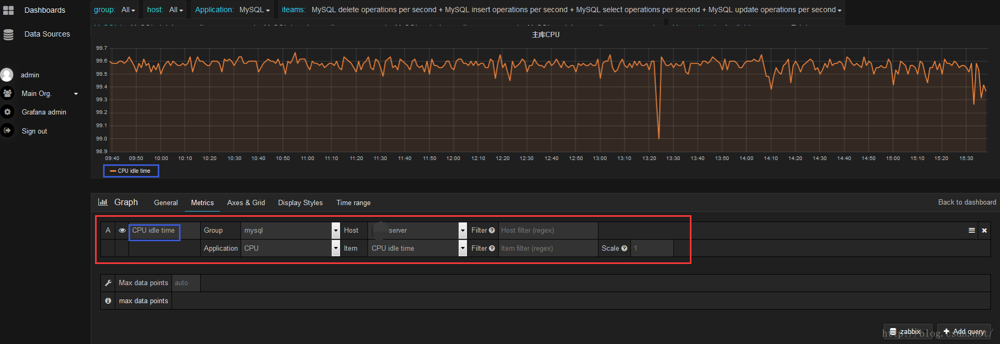 Dashboards
group: All host: All Application: MySQL iteams: MySQL delete operations per second + MySQL insert operations per second + MySQL select operations per second + MySQL update operations per second
Data Sources
主库CPU
99.7
99.6
99.5
99.4
99.3
99.2
99.1
99.0
98.9
09:40 09:50 10:00 10:10 10:20 10:30 10:40 10:50 11:00 11:10 11:20 11:30 11:40 11:50 12:00 12:10 12:20 12:30 12:40 12:50 13:00 13:10 13:20 13:30 13:40 13:50 14:00 14:10 14:20 14:30 14:40 14:50 15:00 15:10 15:20 15:30
CPU idle time
admin
Main Org.
Grafana admin
Sign out
Graph General Metrics Axes & Grid Display Styles Time range Back to dashboard
A CPU idle time Group mysql Host server Filter Host filter (regex)
Application CPU Item CPU idle time Filter Item filter (regex) Scale 1
Max data points auto
max data points
zabbix Add query
http://blog.csdn.net/